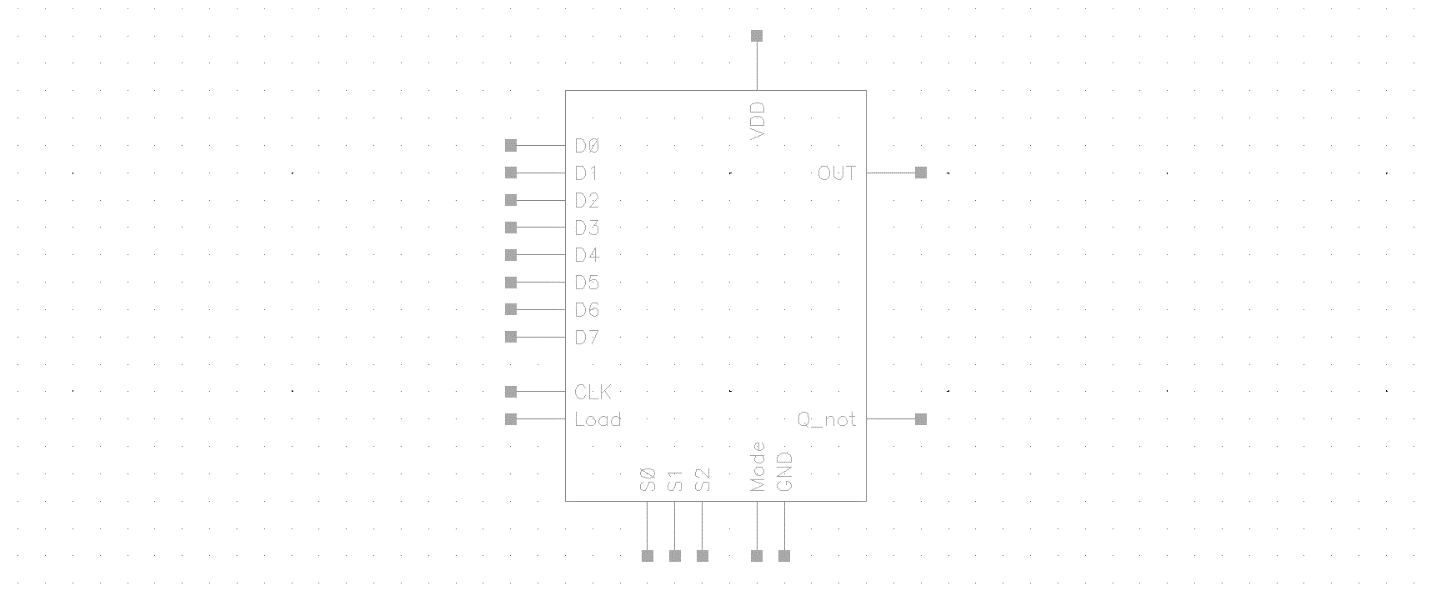 VDD
D0
D1
OUT
D2
D3
D4
D5
D6
D7
CLK
Load
Q_not
S0
S1
S2
Mode
GND